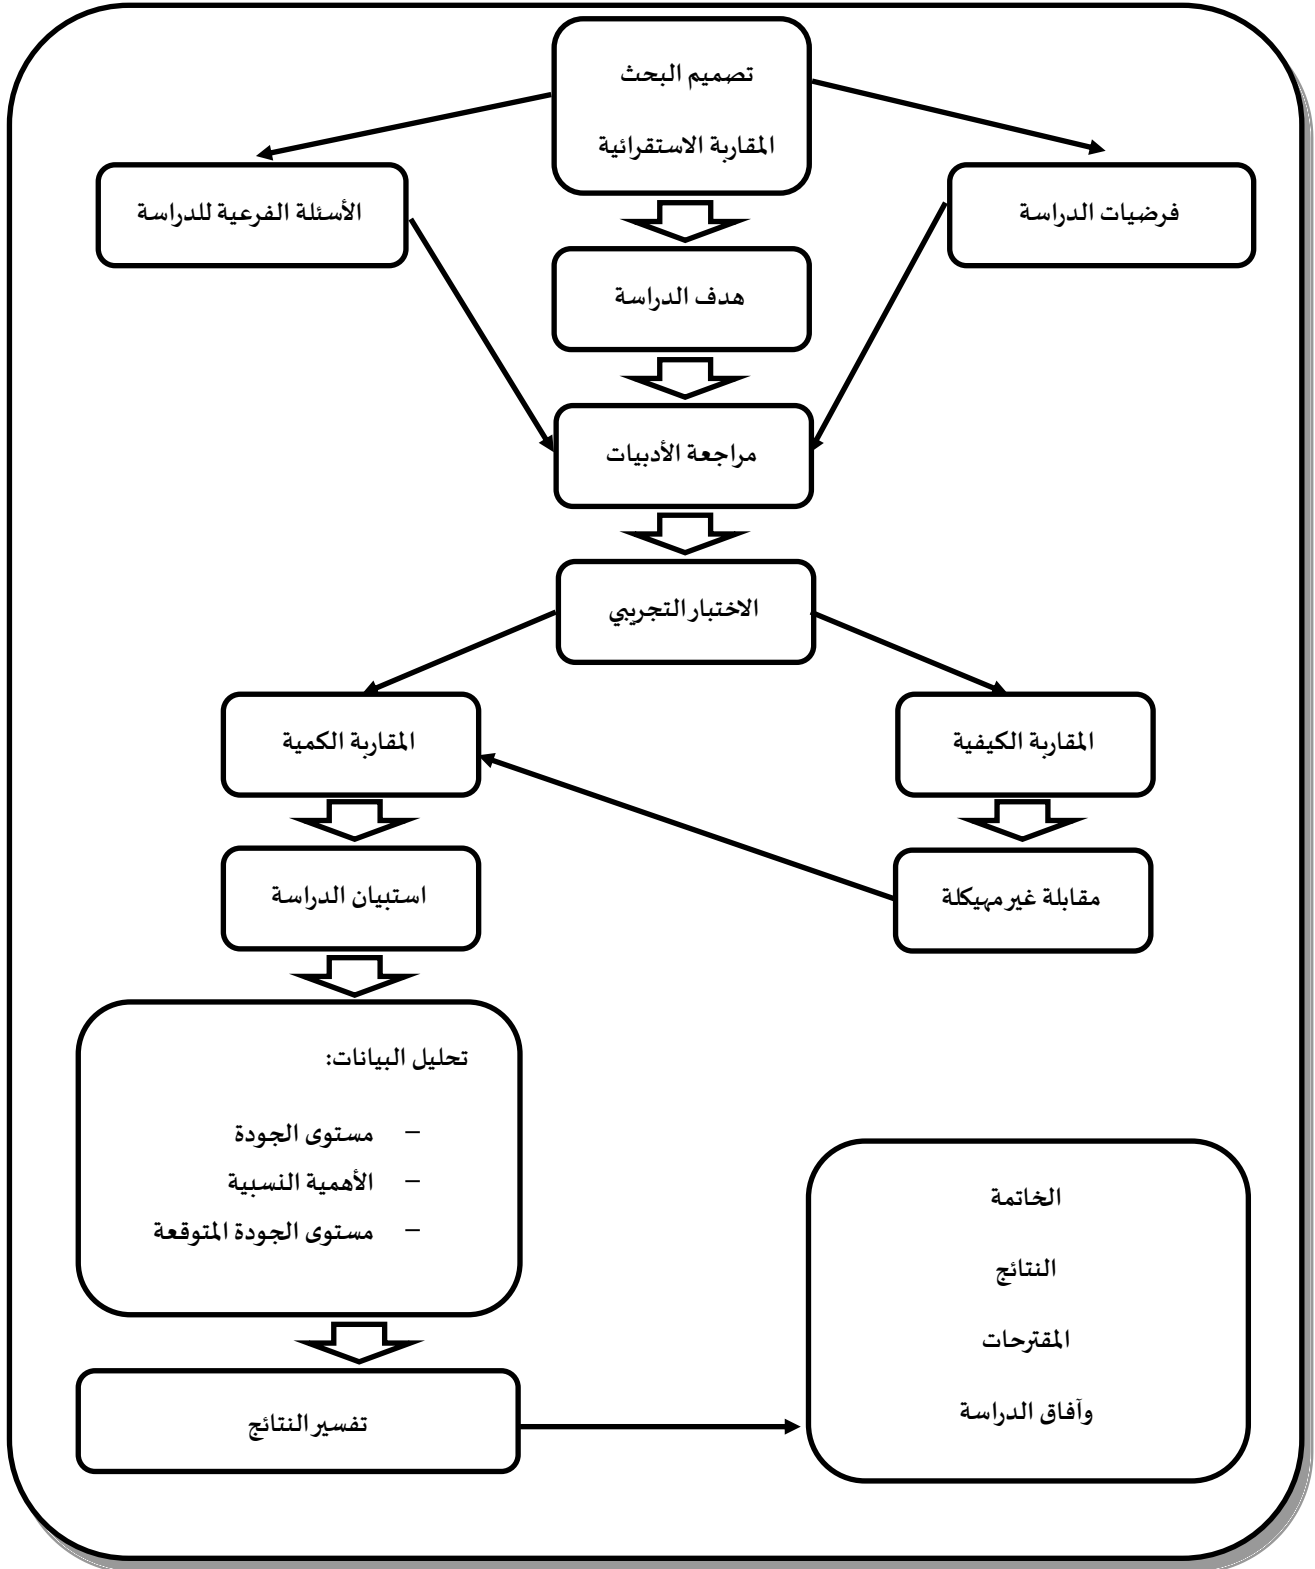 تصميم البحث
المقاربة الاستقرائية
فرضيات الدراسة
الأسئلة الفرعية للدراسة
هدف الدراسة
مراجعة الأدبيات
الاختبار التجريبي
المقاربة الكيفية
المقاربة الكمية
مقابلة غير مهيكلة
استبيان الدراسة
تحليل البيانات:
– مستوى الجودة
– الأهمية النسبية
– مستوى الجودة المتوقعة
تفسير النتائج
الخاتمة
النتائج
المقترحات
وآفاق الدراسة